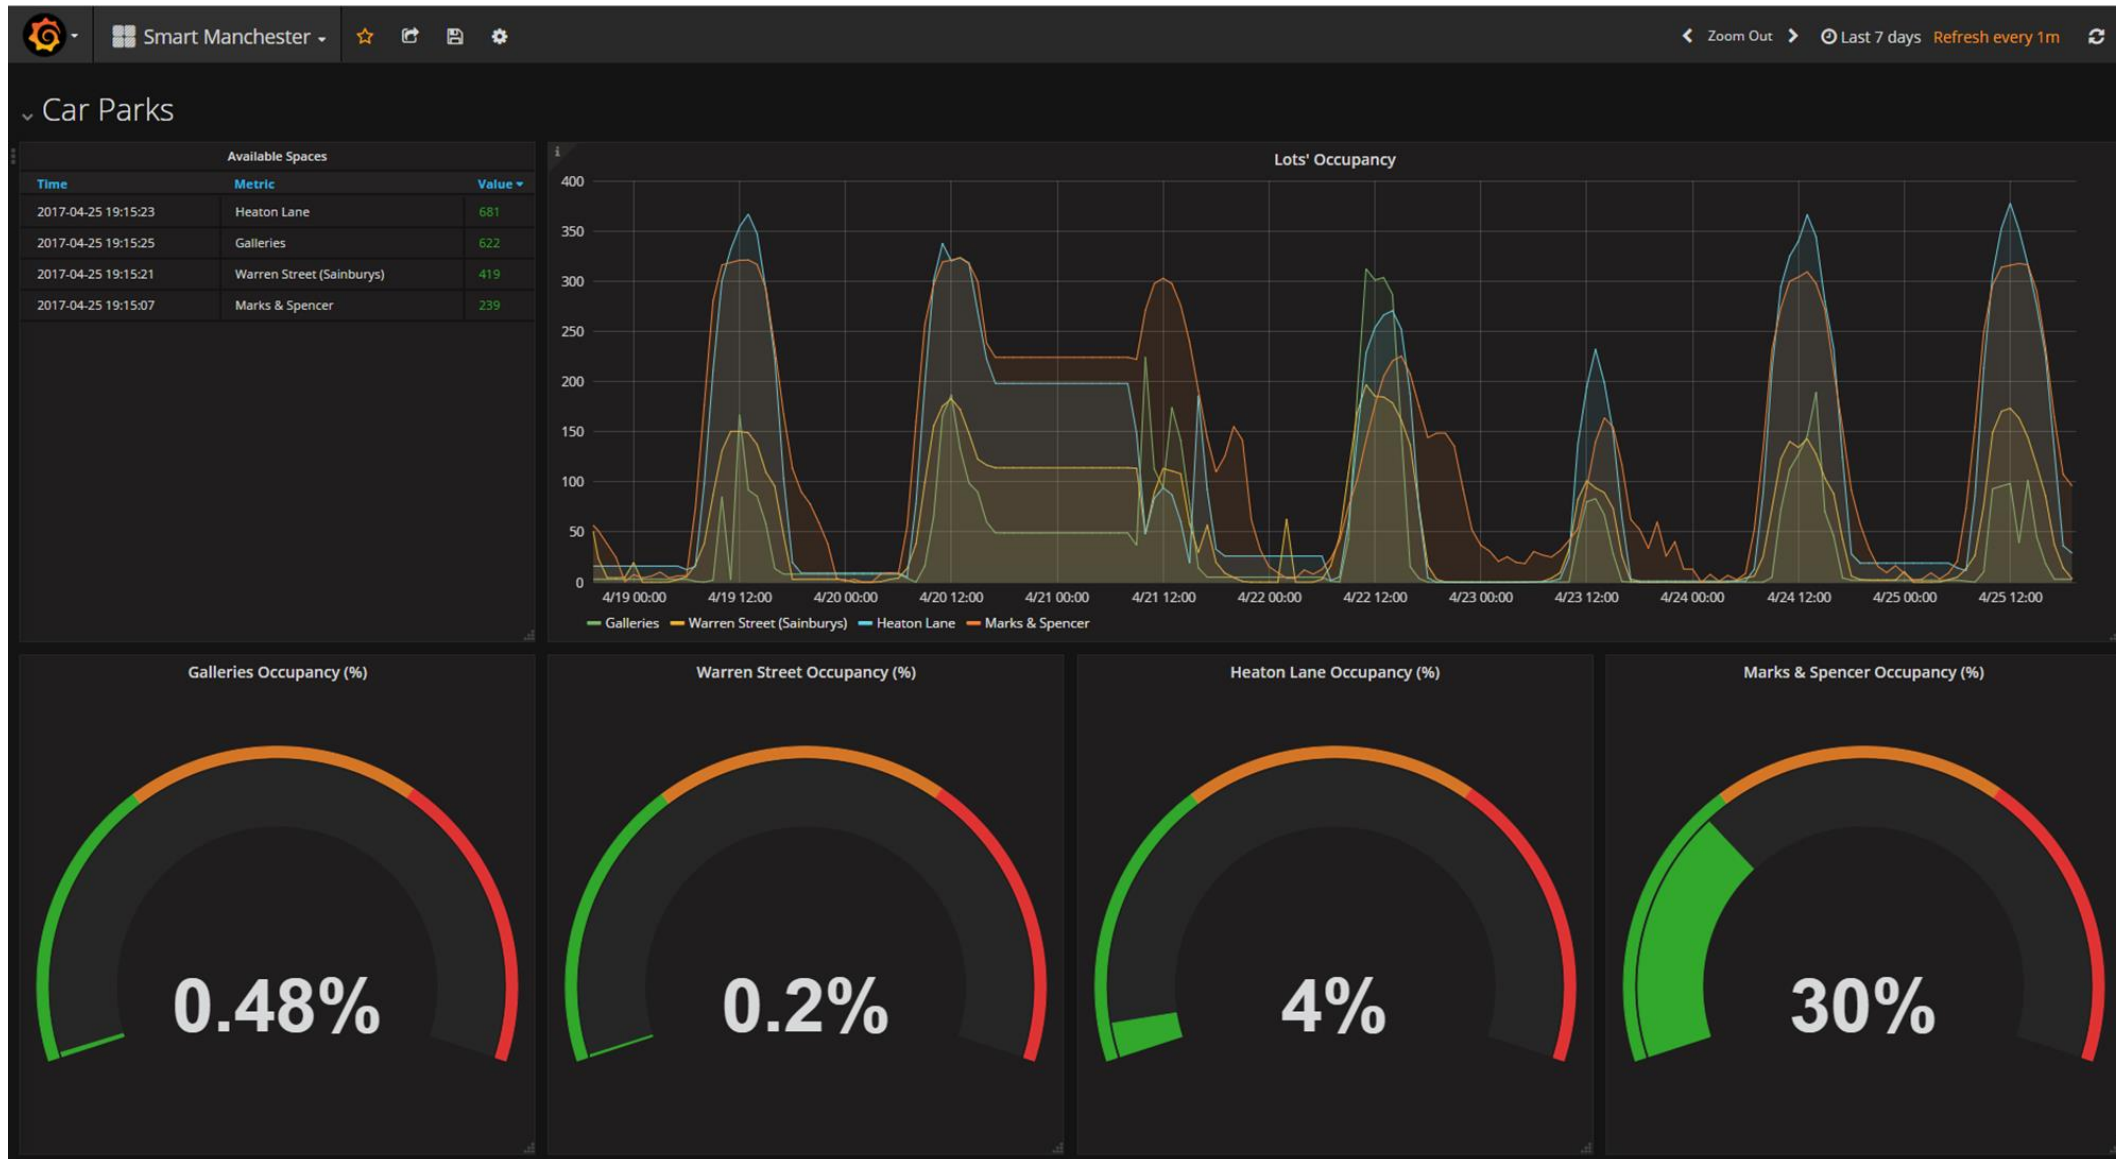 Smart Manchester
Zoom Out Last 7 days Refresh every 1m
Car Parks
Available Spaces
Time Metric Value
2017-04-25 19:15:23 Heaton Lane 681
2017-04-25 19:15:25 Galleries 622
2017-04-25 19:15:21 Warren Street (Sainburys) 419
2017-04-25 19:15:07 Marks & Spencer 239
i
Lots' Occupancy
400
350
300
250
200
150
100
50
0
4/19 00:00 4/19 12:00 4/20 00:00 4/20 12:00 4/21 00:00 4/21 12:00 4/22 00:00 4/22 12:00 4/23 00:00 4/23 12:00 4/24 00:00 4/24 12:00 4/25 00:00 4/25 12:00
Galleries Warren Street (Sainburys) Heaton Lane Marks & Spencer
Galleries Occupancy (%)
0.48%
Warren Street Occupancy (%)
0.2%
Heaton Lane Occupancy (%)
4%
Marks & Spencer Occupancy (%)
30%